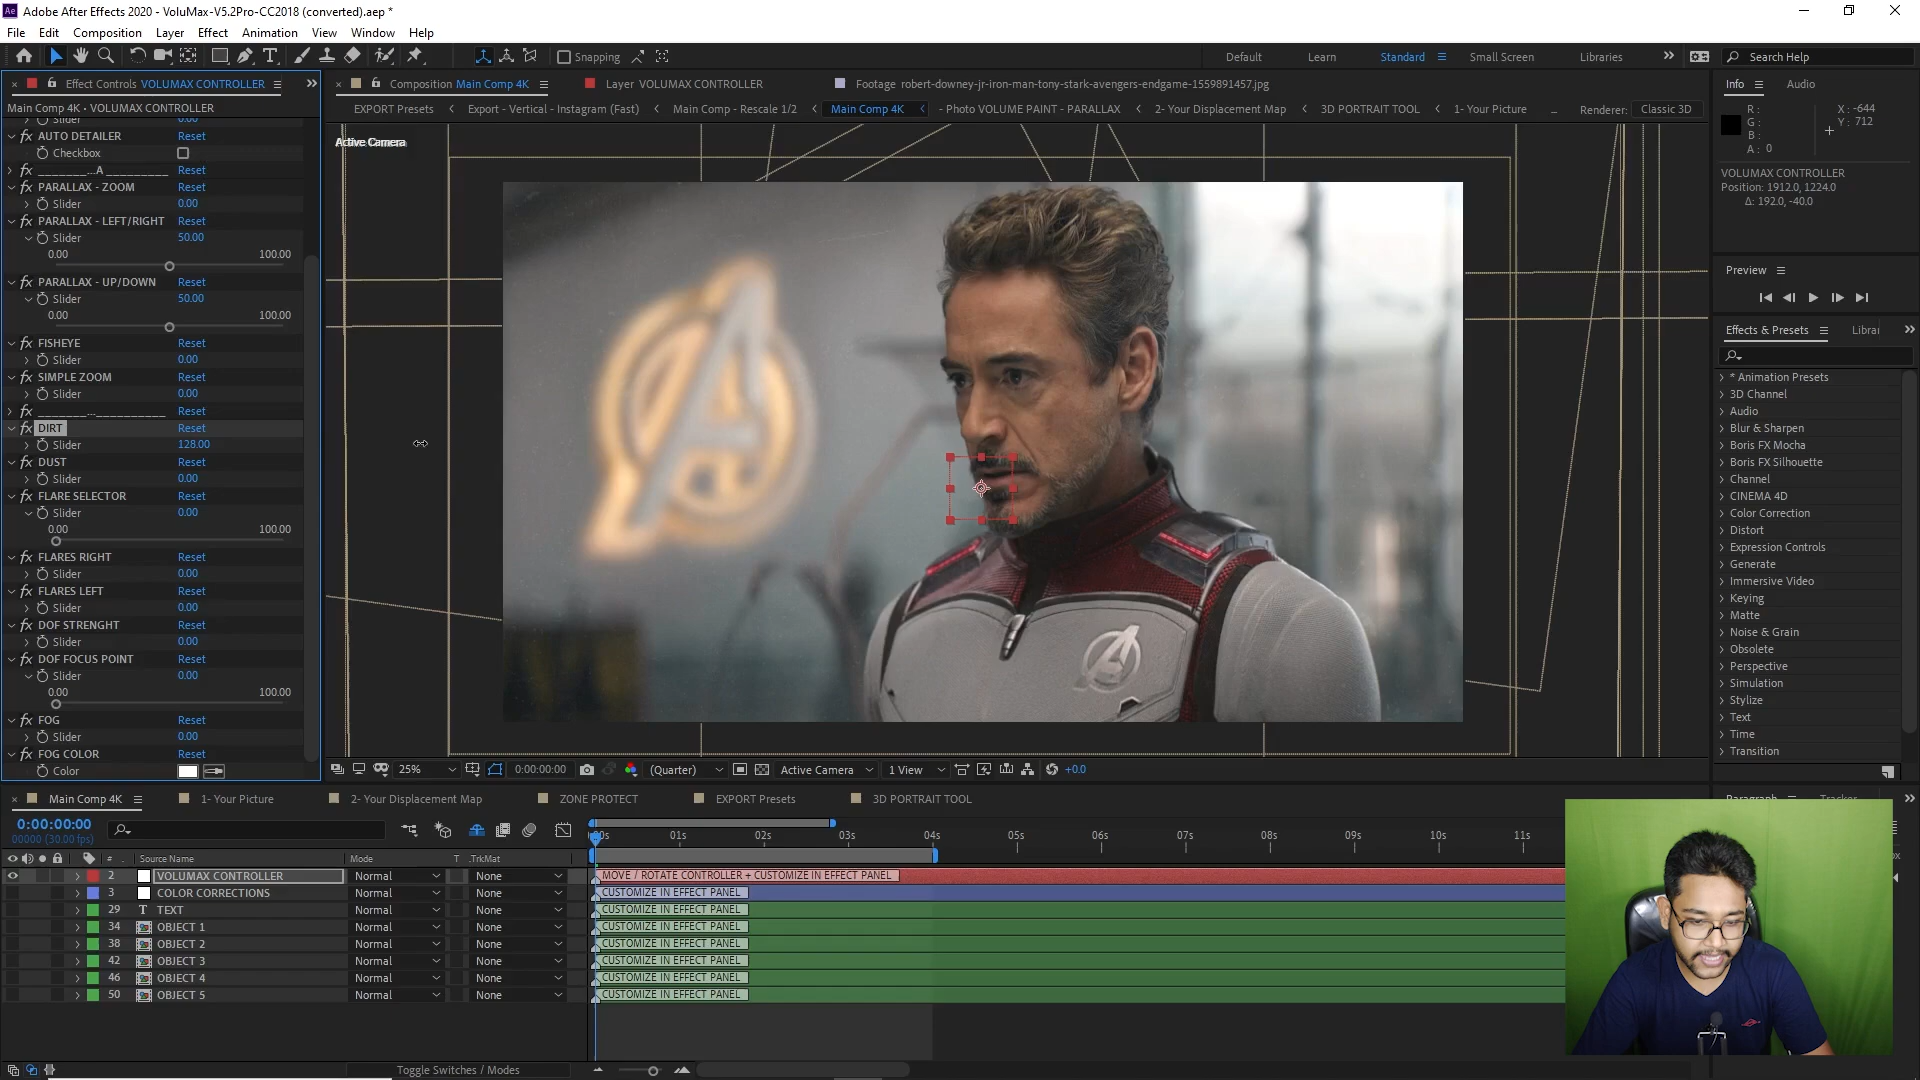 Adobe After Effects 2020 - VoluMax-V5.2Pro-CC2018 (converted).aep *
File Edit Composition Layer Effect Animation View Window Help
Snapping Default Learn Standard Small Screen Libraries Search Help
Effect Controls VOLUMAX CONTROLLER
Composition Main Comp 4K
Layer VOLUMAX CONTROLLER
Footage robert-downey-jr-iron-man-tony-stark-avengers-endgame-1559891457.jpg
Main Comp 4K • VOLUMAX CONTROLLER
EXPORT Presets Export - Vertical - Instagram (Fast) Main Comp - Rescale 1/2 Main Comp 4K - Photo VOLUME PAINT - PARALLAX 2- Your Displacement Map 3D PORTRAIT TOOL 1- Your Picture Renderer: Classic 3D
Active Camera
Slider 0.00
AUTO DETAILER Reset
Checkbox
_______...A _________ Reset
PARALLAX - ZOOM Reset
Slider 0.00
PARALLAX - LEFT/RIGHT Reset
Slider 50.00
0.00 100.00
PARALLAX - UP/DOWN Reset
Slider 50.00
0.00 100.00
FISHEYE Reset
Slider 0.00
SIMPLE ZOOM Reset
Slider 0.00
_______...__________ Reset
DIRT Reset
Slider 128.00
DUST Reset
Slider 0.00
FLARE SELECTOR Reset
Slider 0.00
0.00 100.00
FLARES RIGHT Reset
Slider 0.00
FLARES LEFT Reset
Slider 0.00
DOF STRENGHT Reset
Slider 0.00
DOF FOCUS POINT Reset
Slider 0.00
0.00 100.00
FOG Reset
Slider 0.00
FOG COLOR Reset
Color
25% 0:00:00:00 (Quarter) Active Camera 1 View +0.0
Info Audio
R: X: -644
G: Y: 712
B:
A: 0
VOLUMAX CONTROLLER
Position: 1912.0, 1224.0
Δ: 192.0, -40.0
Preview
Effects & Presets Librar
* Animation Presets
3D Channel
Audio
Blur & Sharpen
Boris FX Mocha
Boris FX Silhouette
Channel
CINEMA 4D
Color Correction
Distort
Expression Controls
Generate
Immersive Video
Keying
Matte
Noise & Grain
Obsolete
Perspective
Simulation
Stylize
Text
Time
Transition
Paragraph Tracker
Main Comp 4K 1- Your Picture 2- Your Displacement Map ZONE PROTECT EXPORT Presets 3D PORTRAIT TOOL
0:00:00:00
00000 (30.00 fps)
01s 02s 03s 04s 05s 06s 07s 08s 09s 10s 11s
# Source Name Mode T .TrkMat
2 VOLUMAX CONTROLLER Normal None MOVE / ROTATE CONTROLLER + CUSTOMIZE IN EFFECT PANEL
3 COLOR CORRECTIONS Normal None CUSTOMIZE IN EFFECT PANEL
29 T TEXT Normal None CUSTOMIZE IN EFFECT PANEL
34 OBJECT 1 Normal None CUSTOMIZE IN EFFECT PANEL
38 OBJECT 2 Normal None CUSTOMIZE IN EFFECT PANEL
42 OBJECT 3 Normal None CUSTOMIZE IN EFFECT PANEL
46 OBJECT 4 Normal None CUSTOMIZE IN EFFECT PANEL
50 OBJECT 5 Normal None CUSTOMIZE IN EFFECT PANEL
Toggle Switches / Modes